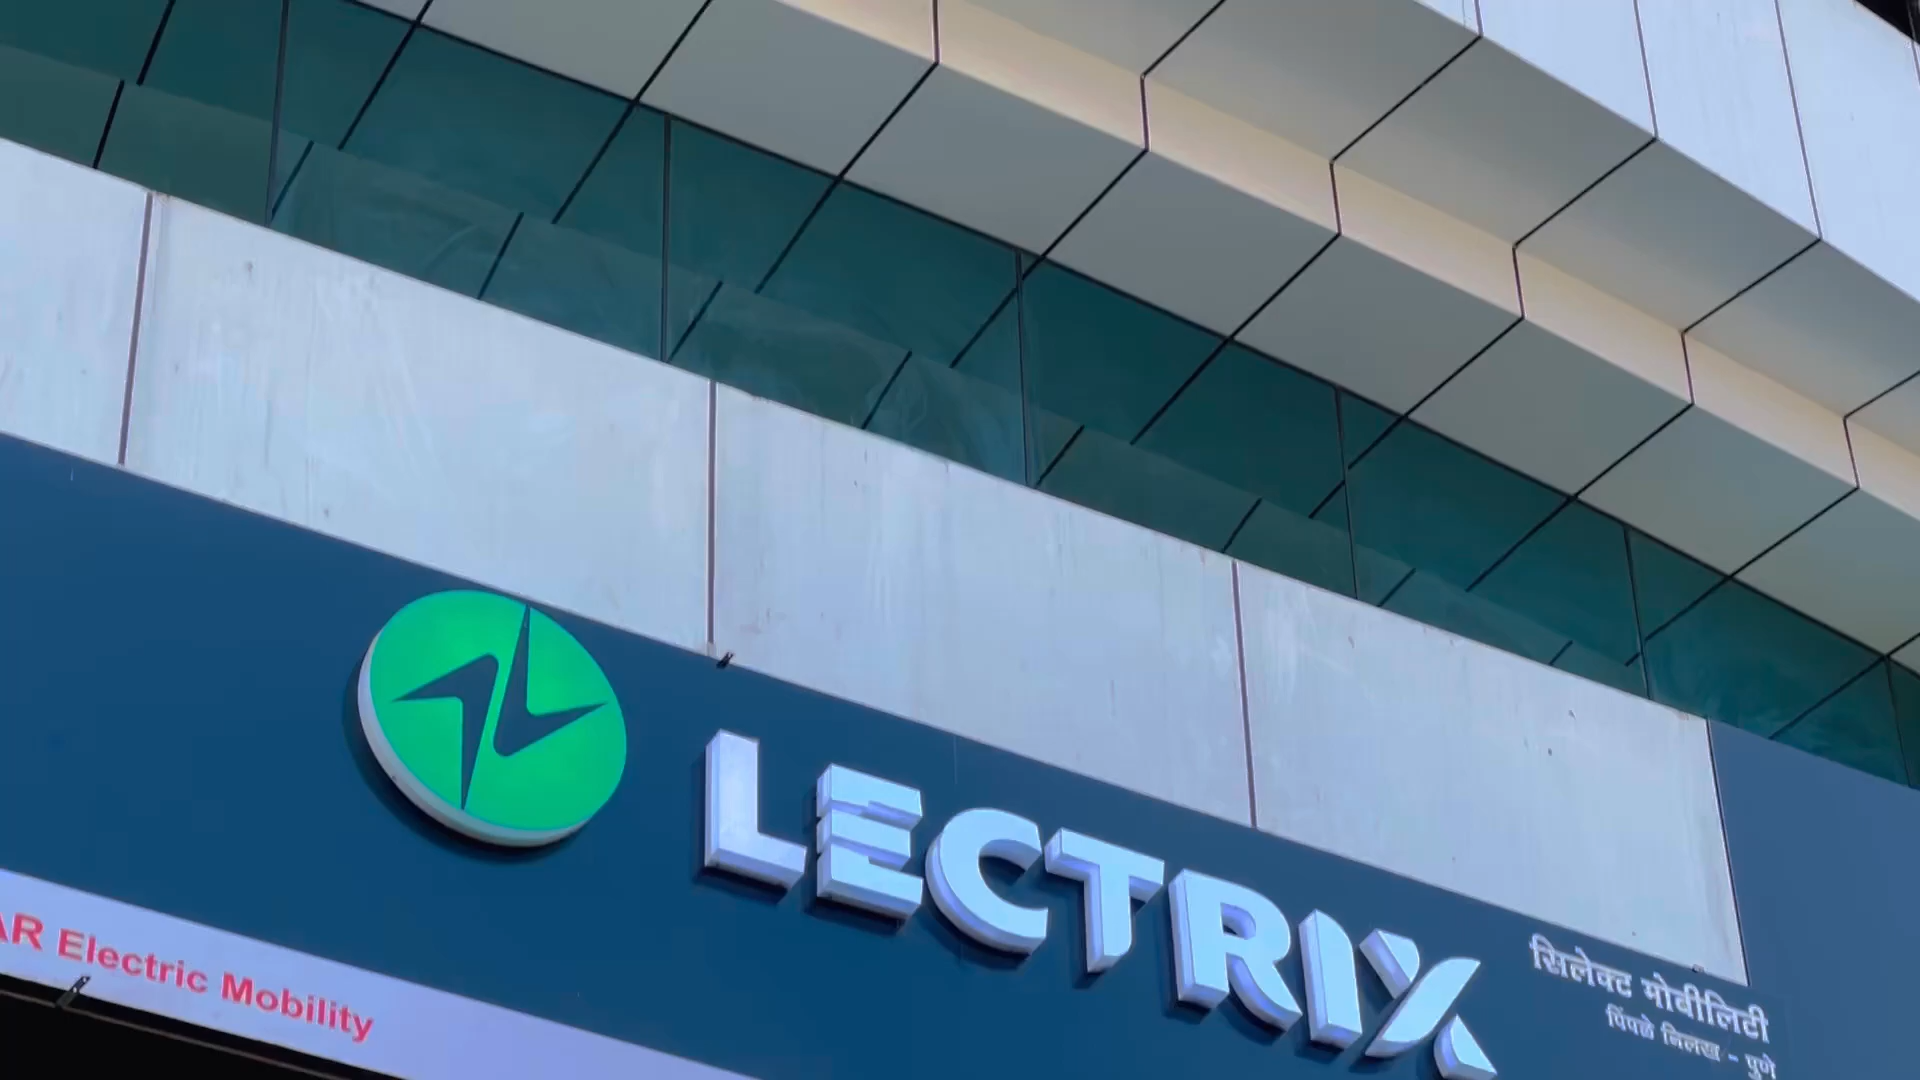 LECTRIX
सिलेक्ट मोबीलिटी
पिंपळे निलख - पुणे
AR Electric Mobility